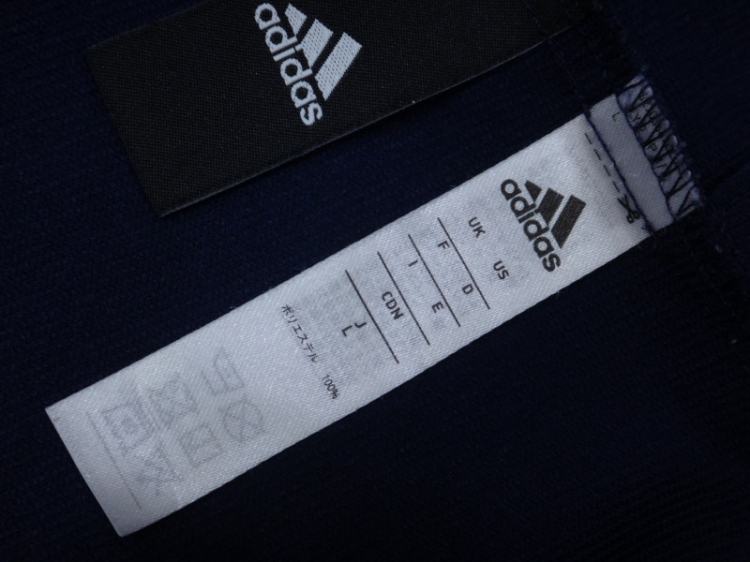 adidas
adidas
UK US
F D
I E
CDN
J
L
ポリエステル 100%